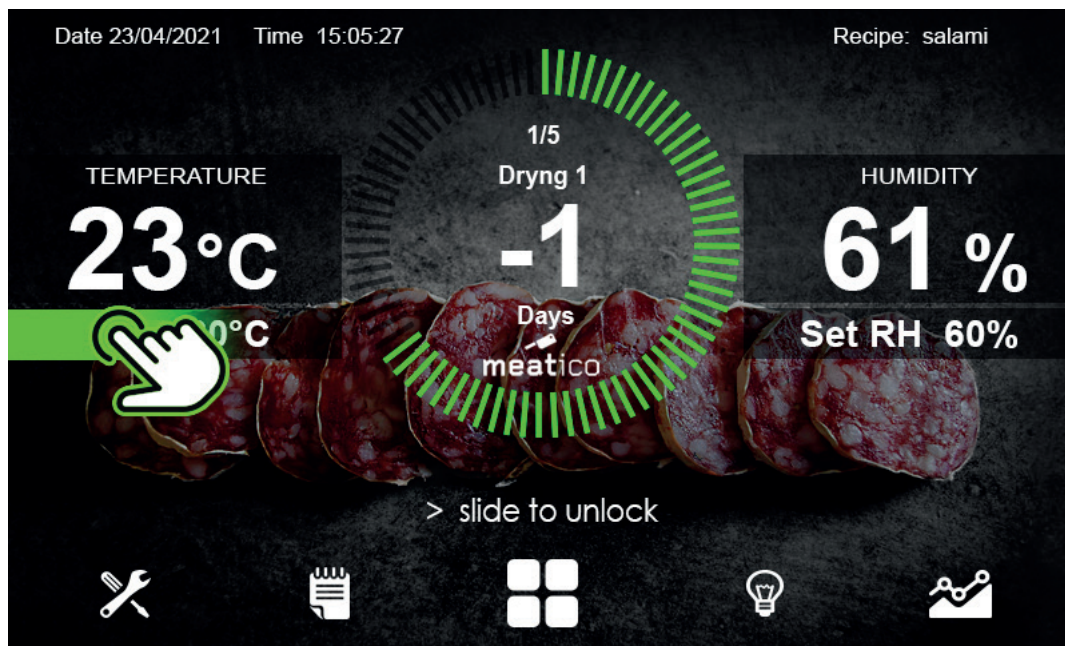 Date 23/04/2021 Time 15:05:27
Recipe: salami
1/5
Dryng 1
-1
Days
meatico
TEMPERATURE
23°C
0°C
HUMIDITY
61 %
Set RH 60%
> slide to unlock